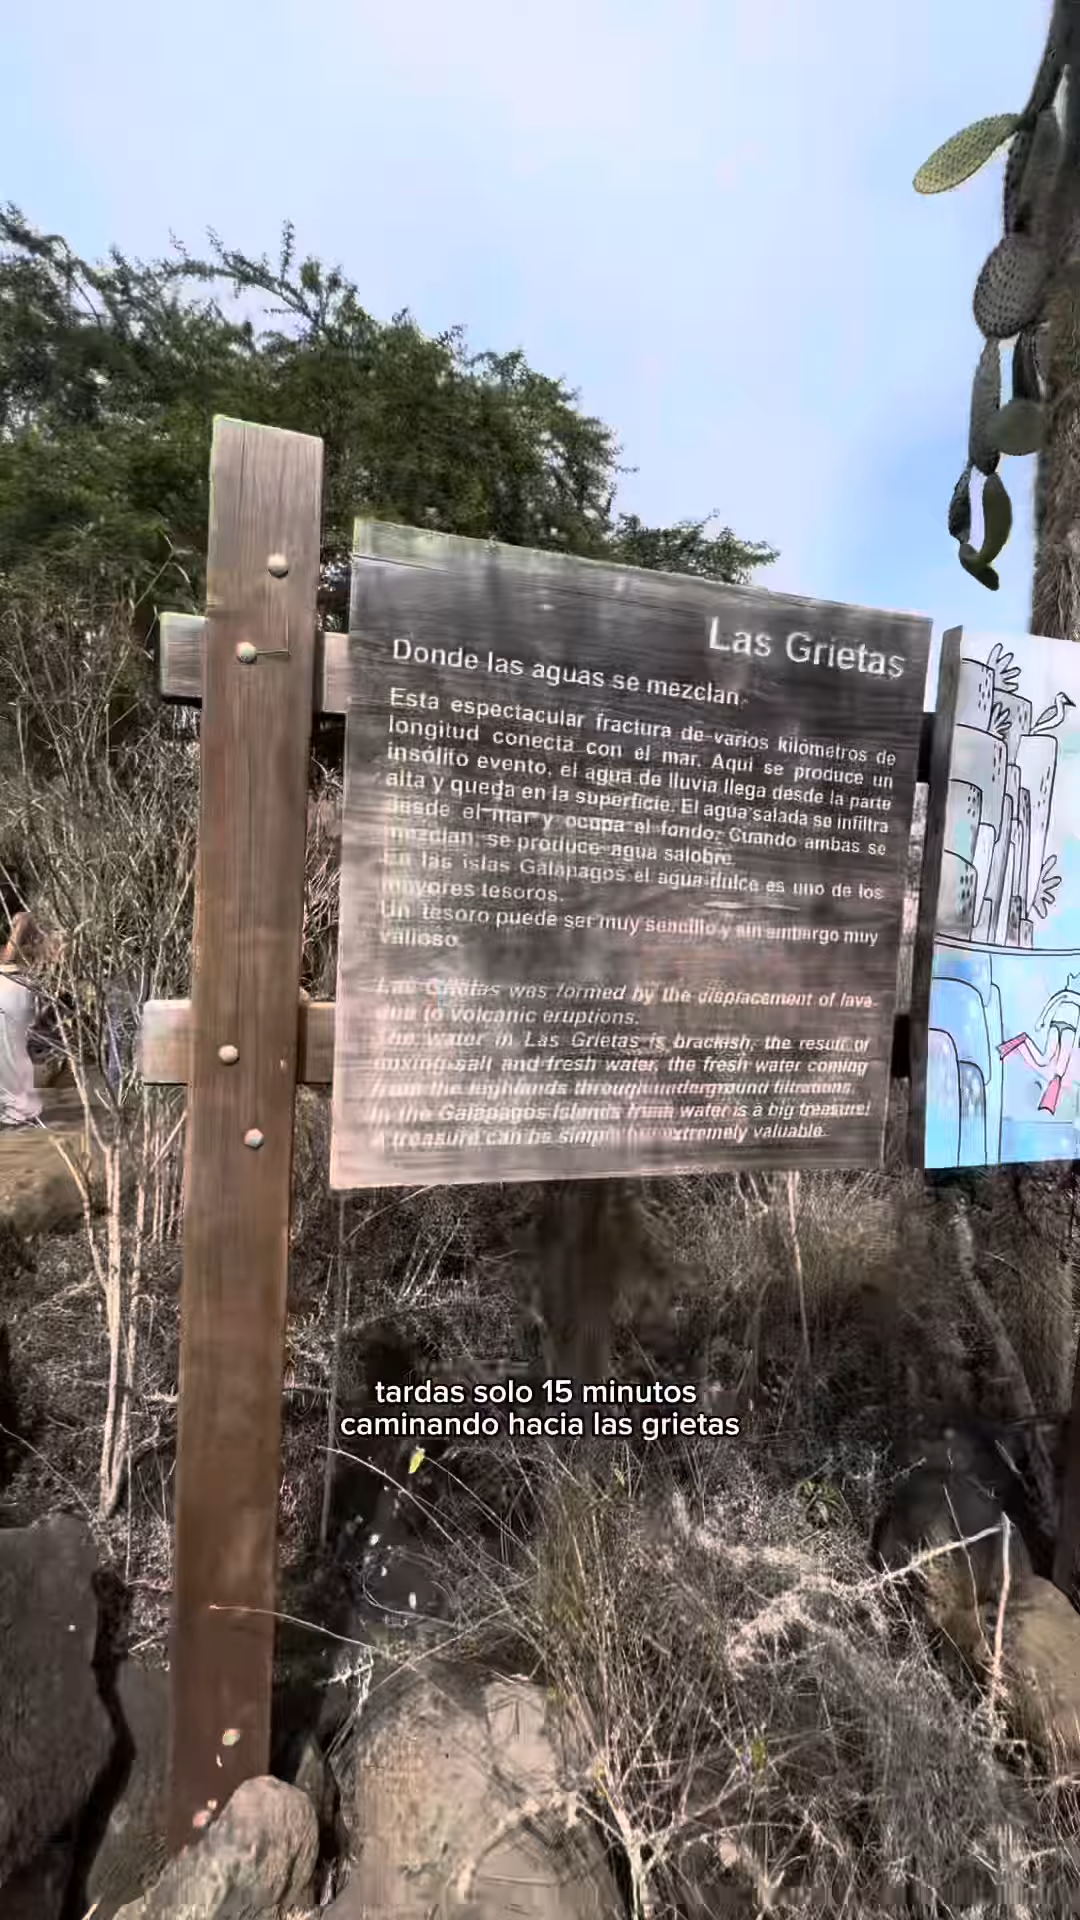 Las Grietas
Donde las aguas se mezclan.
Esta espectacular fractura de varios kilómetros de
longitud conecta con el mar. Aquí se produce un
insólito evento, el agua de lluvia llega desde la parte
alta y queda en la superficie. El agua salada se infiltra
desde el mar y ocupa el fondo. Cuando ambas se
mezclan, se produce agua salobre.
En las islas Galápagos el agua dulce es uno de los
mayores tesoros.
Un tesoro puede ser muy sencillo y sin embargo muy
valioso.
Las Grietas was formed by the displacement of lava
due to volcanic eruptions.
The water in Las Grietas is brackish, the result of
mixing salt and fresh water, the fresh water coming
from the highlands through underground filtrations.
In the Galapagos Islands water is a big treasure!
A treasure can be extremely valuable.
tardas solo 15 minutos
caminando hacia las grietas